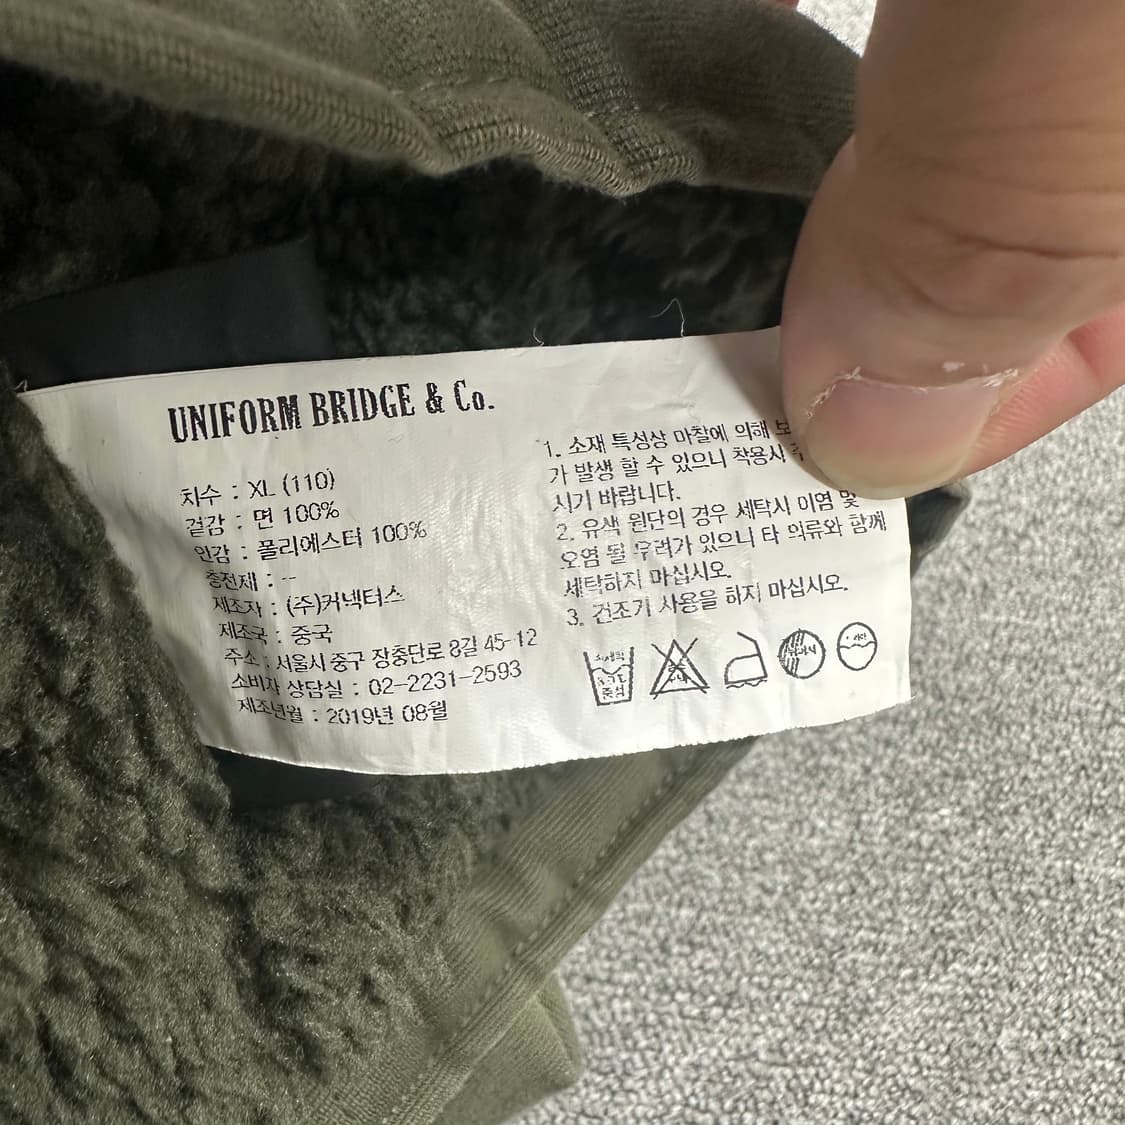 UNIFORM BRIDGE & Co.
치수 : XL (110)
겉감 : 면 100%
안감 : 폴리에스터 100%
충전재 : --
제조자 : (주)커넥터스
제조국 : 중국
주소 : 서울시 중구 장충단로 8길 45-12
소비자 상담실 : 02-2231-2593
제조년월 : 2019년 08월
1. 소재 특성상 마찰에 의해 보
가 발생 할 수 있으니 착용시
시기 바랍니다.
2. 유색 원단의 경우 세탁시 이염 및
오염 될 우려가 있으니 타 의류와 함께
세탁하지 마십시오.
3. 건조기 사용을 하지 마십시오.
중성